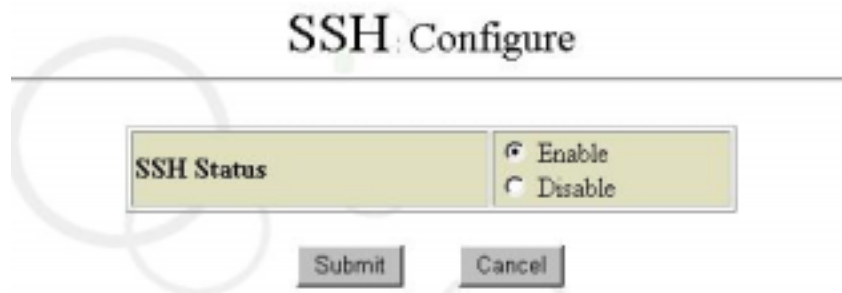 SSH : Configure
SSH Status
Enable
Disable
Submit
Cancel